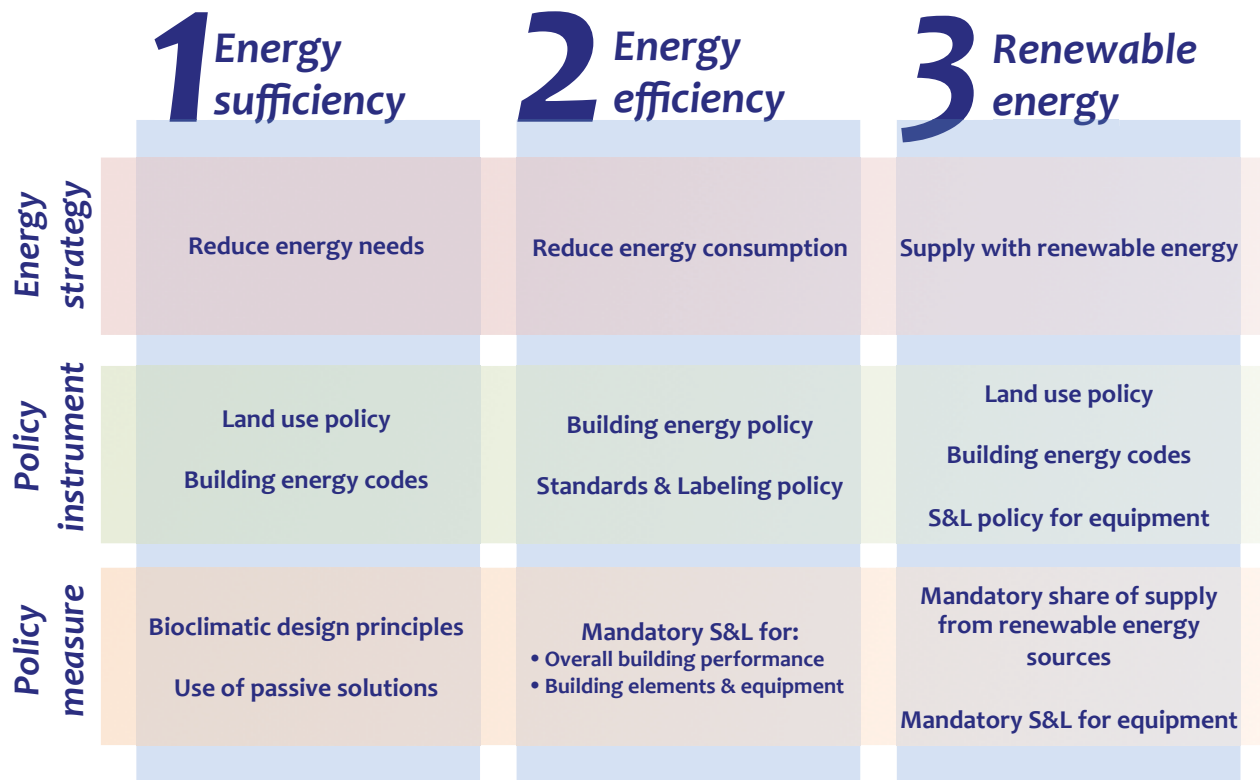 1 Energy
sufficiency
2 Energy
efficiency
3 Renewable
energy
Energy
strategy
Reduce energy needs
Reduce energy consumption
Supply with renewable energy
Policy
instrument
Land use policy
Building energy codes
Building energy policy
Standards & Labeling policy
Land use policy
Building energy codes
S&L policy for equipment
Policy
measure
Bioclimatic design principles
Use of passive solutions
Mandatory S&L for:
• Overall building performance
• Building elements & equipment
Mandatory share of supply
from renewable energy
sources
Mandatory S&L for equipment